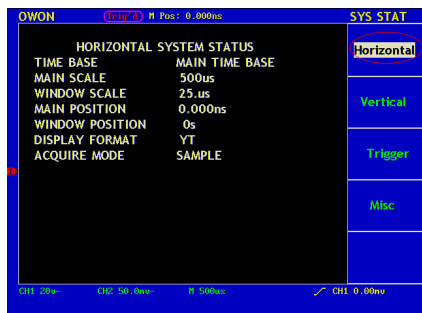 OWON Trig'd M Pos: 0.000ns SYS STAT
HORIZONTAL SYSTEM STATUS
TIME BASE MAIN TIME BASE
MAIN SCALE 500us
WINDOW SCALE 25.us
MAIN POSITION 0.000ns
WINDOW POSITION 0s
DISPLAY FORMAT YT
ACQUIRE MODE SAMPLE
Horizontal
Vertical
Trigger
Misc
CH1 20v~ CH2 50.0mv~ M 500us CH1 0.00mv